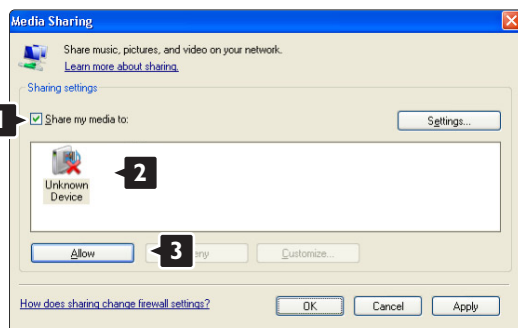 Media Sharing
Share music, pictures, and video on your network.
Learn more about sharing.
Sharing settings
1
Share my media to:
Settings...
2
Unknown
Device
Allow
3
Customize...
How does sharing change firewall settings?
OK
Cancel
Apply